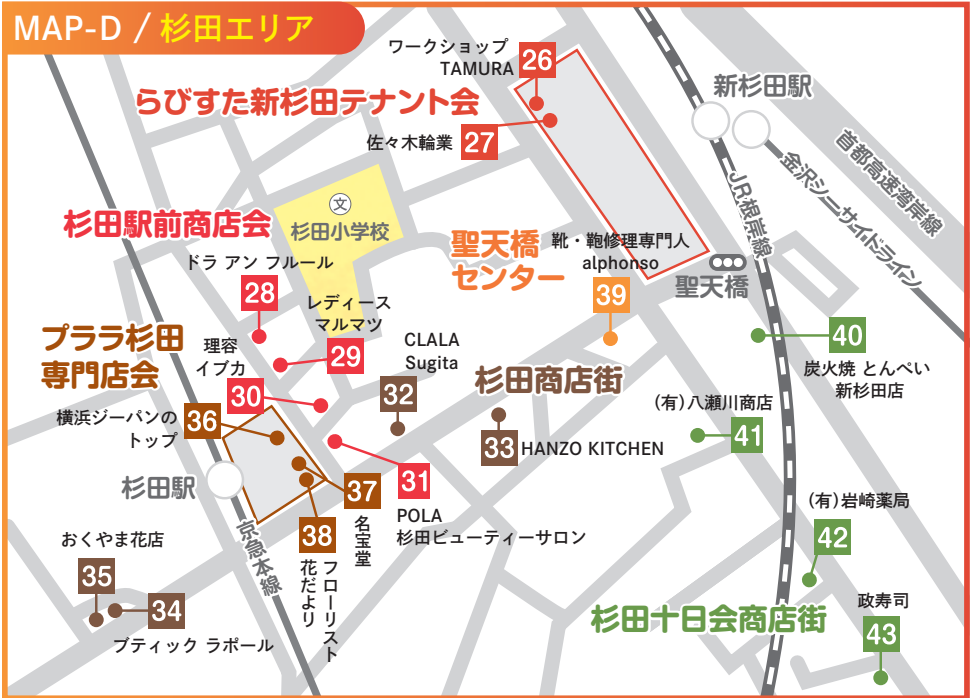 MAP-D / 杉田エリア
ワークショップ
TAMURA
26
らびすた新杉田テナント会
佐々木輪業
27
新杉田駅
首都高速湾岸線
金沢シーサイドライン
JR根岸線
文
杉田小学校
杉田駅前商店会
ドラ アン フルール
28
レディース
マルマツ
29
聖天橋
センター
靴・鞄修理専門人
alphonso
39
聖天橋
40
炭火焼 とんぺい
新杉田店
プララ杉田
専門店会
理容
イブカ
30
CLALA
Sugita
32
杉田商店街
33
HANZO KITCHEN
(有)八瀬川商店
41
横浜ジーパンの
トップ
36
杉田駅
31
POLA
杉田ビューティーサロン
37
名宝堂
38
フローリスト
花だより
京急本線
おくやま花店
35
34
ブティック ラポール
(有)岩崎薬局
42
杉田十日会商店街
政寿司
43